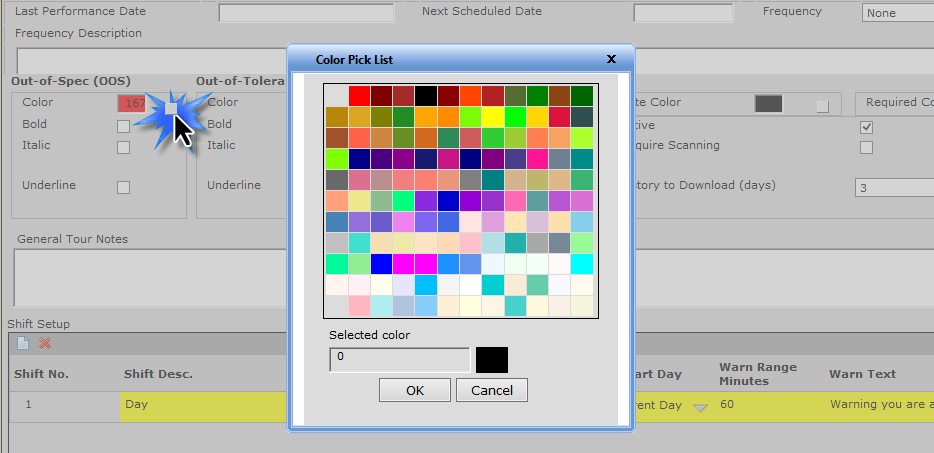 Last Performance Date Next Scheduled Date Frequency None
Frequency Description
Color Pick List x
Out-of-Spec (OOS) Out-of-Tolera
Color 167 Color te Color Required Co
Bold Bold tive
Italic Italic quire Scanning
Underline Underline tory to Download (days) 3
General Tour Notes
Shift Setup
Selected color
0
OK Cancel
Shift No. Shift Desc. art Day Warn Range Minutes Warn Text
1 Day rent Day 60 Warning you are a